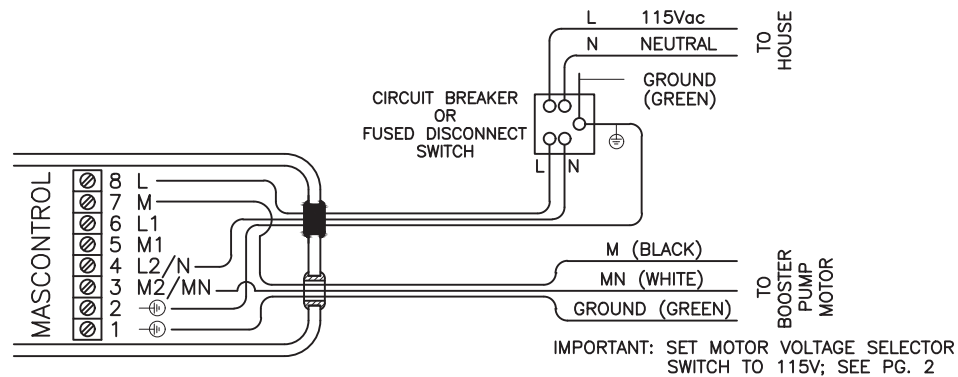 L 115Vac
N NEUTRAL
TO
HOUSE
GROUND
(GREEN)
CIRCUIT BREAKER
OR
FUSED DISCONNECT
SWITCH
L N
MASCONTROL
8 L
7 M
6 L1
5 M1
4 L2/N
3 M2/MN
2
1
M (BLACK)
MN (WHITE)
GROUND (GREEN)
TO
BOOSTER
PUMP
MOTOR
IMPORTANT: SET MOTOR VOLTAGE SELECTOR
SWITCH TO 115V; SEE PG. 2